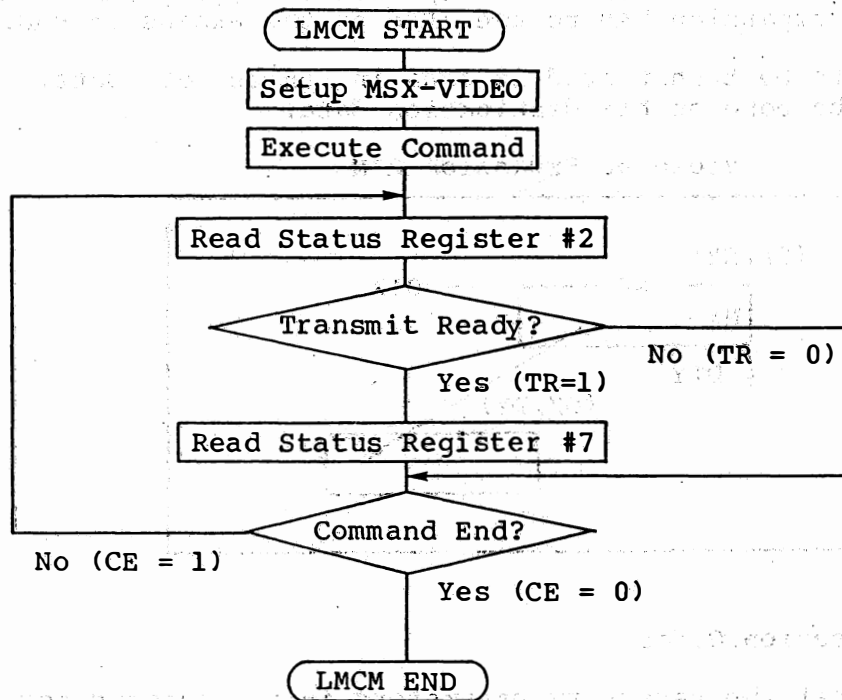 LMCM START
Setup MSX-VIDEO
Execute Command
Read Status Register #2
Transmit Ready?
No (TR = 0)
Yes (TR=1)
Read Status Register #7
Command End?
No (CE = 1)
Yes (CE = 0)
LMCM END